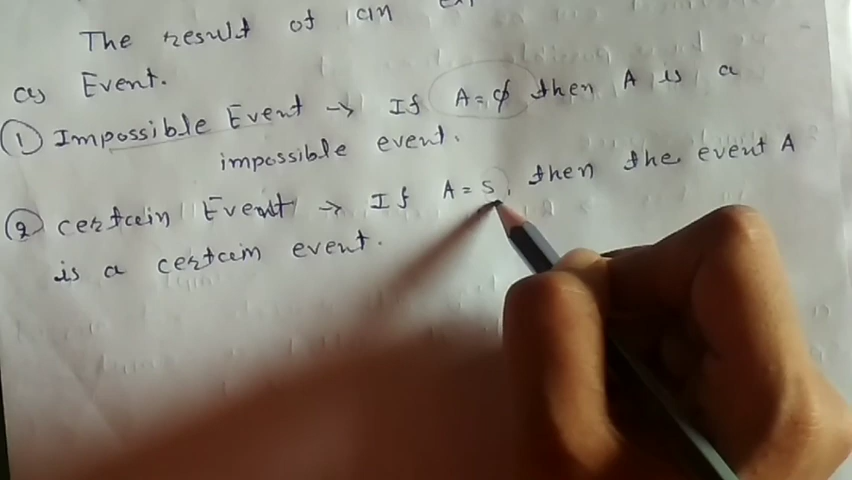 The result of an
as Event.
① Impossible Event → If A = φ then A is a
impossible event.
② certain Event → If A = S, then the event A
is a certain event.